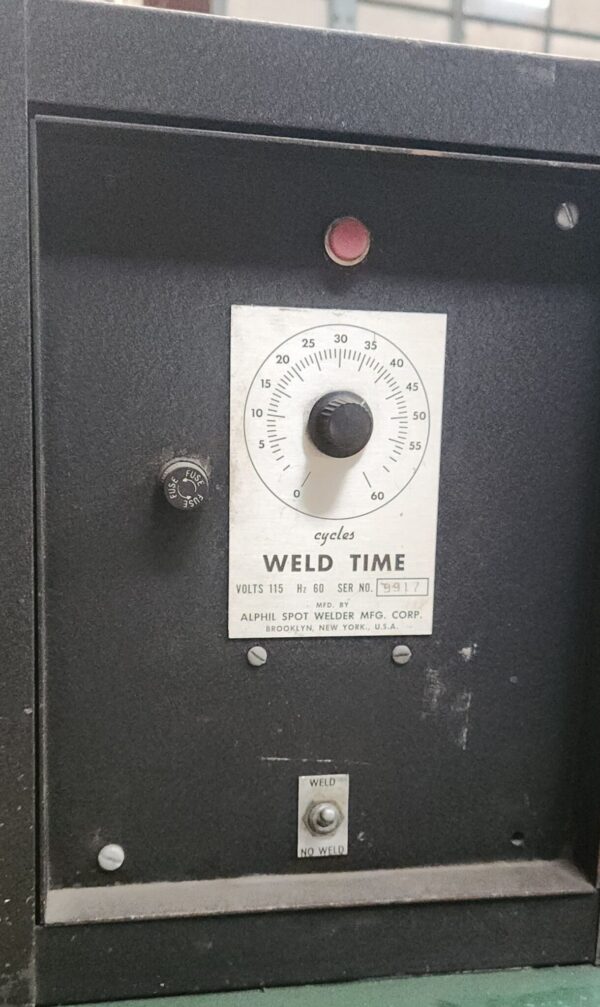 30
25 35
20 40
15 45
10 50
5 55
0 60
cycles
WELD TIME
VOLTS 115 Hz 60 SER NO. 9917
MFD. BY
ALPHIL SPOT WELDER MFG. CORP.
BROOKLYN, NEW YORK., U.S.A.
FUSE FUSE FUSE
WELD
NO WELD